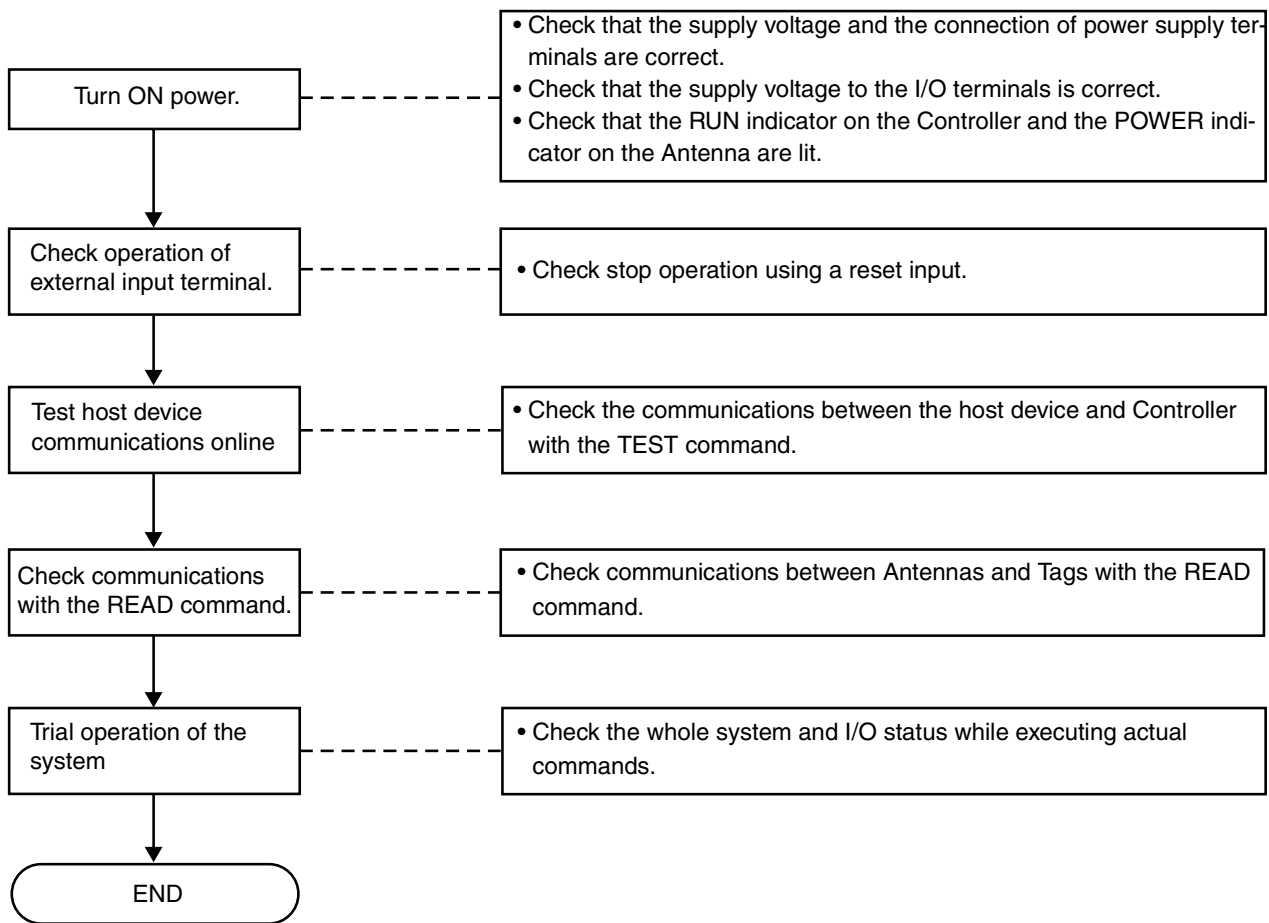 Turn ON power.
• Check that the supply voltage and the connection of power supply ter-
minals are correct.
• Check that the supply voltage to the I/O terminals is correct.
• Check that the RUN indicator on the Controller and the POWER indi-
cator on the Antenna are lit.
Check operation of
external input terminal.
• Check stop operation using a reset input.
Test host device
communications online
• Check the communications between the host device and Controller
with the TEST command.
Check communications
with the READ command.
• Check communications between Antennas and Tags with the READ
command.
Trial operation of the
system
• Check the whole system and I/O status while executing actual
commands.
END